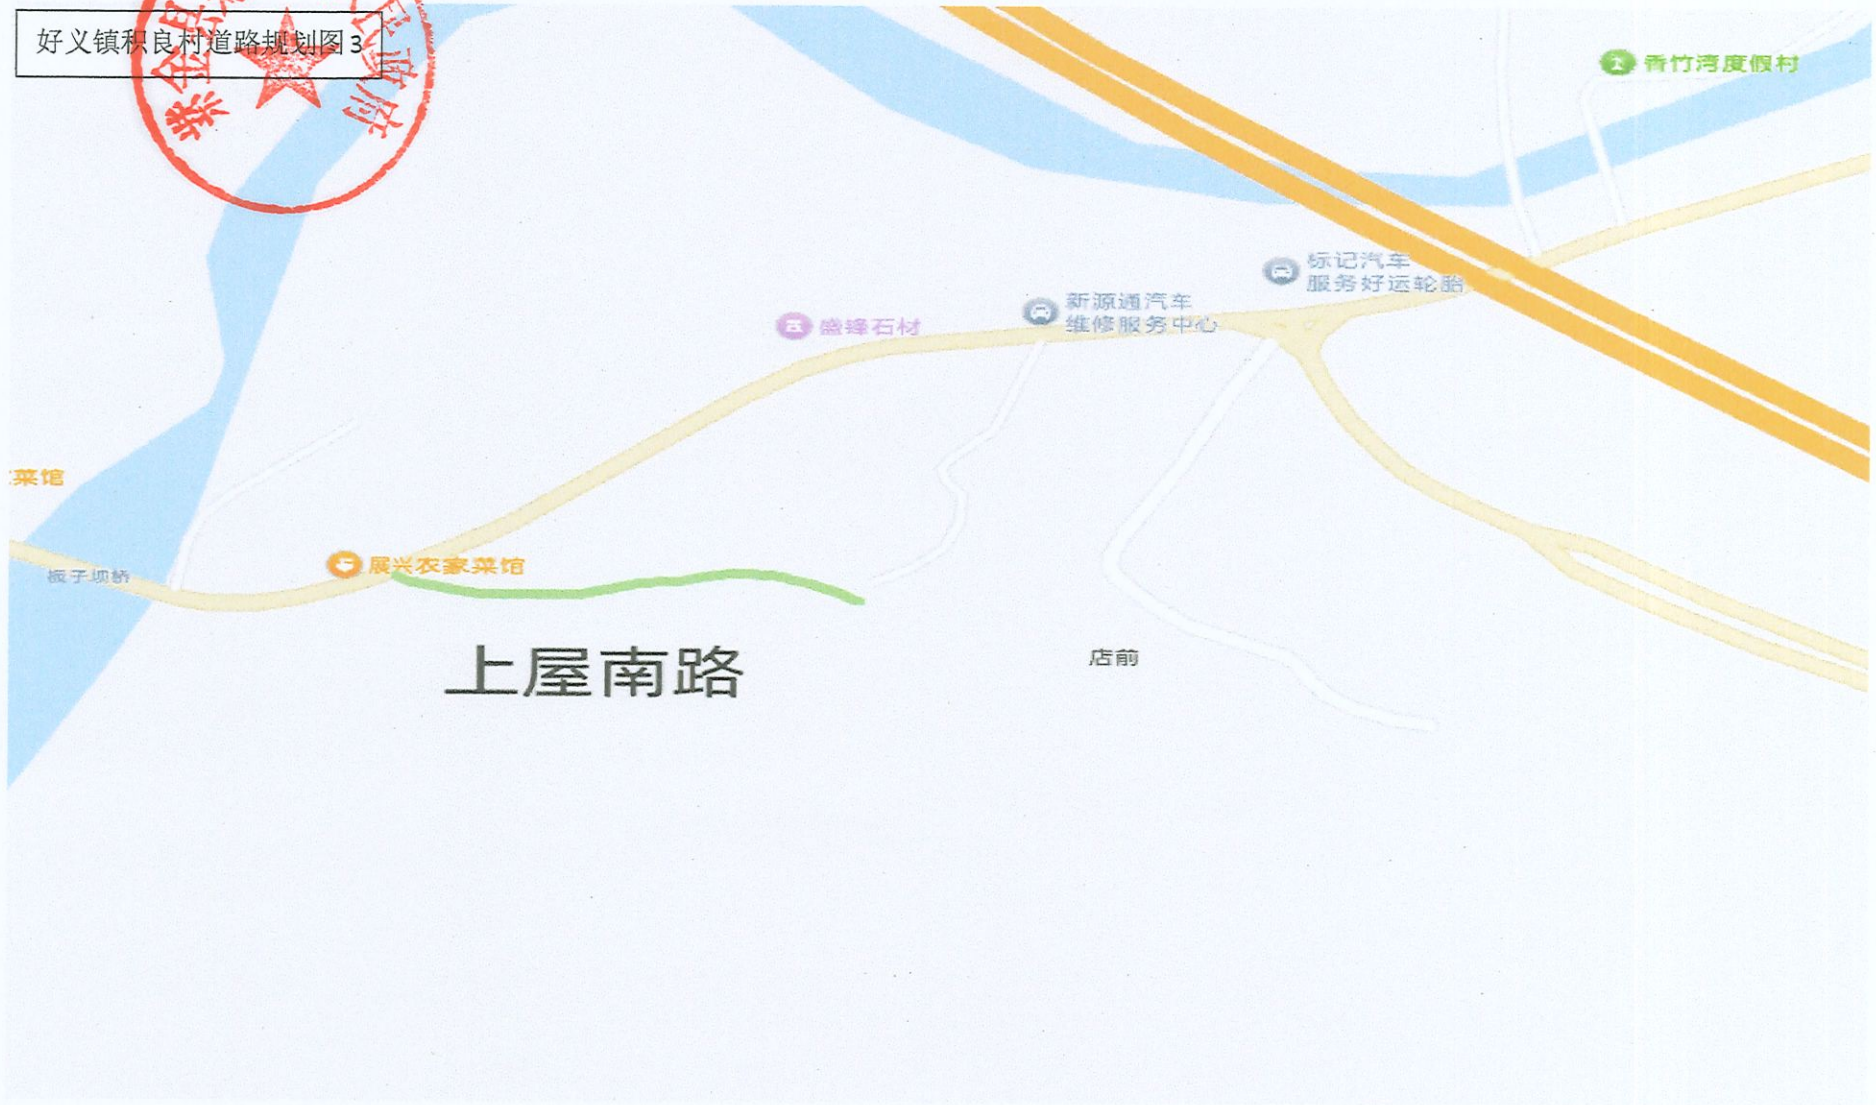 好义镇积良村道路规划图3
香竹湾度假村
标记汽车
服务好运轮胎
新源通汽车
维修服务中心
盛锋石材
菜馆
展兴农家菜馆
上屋南路
店前